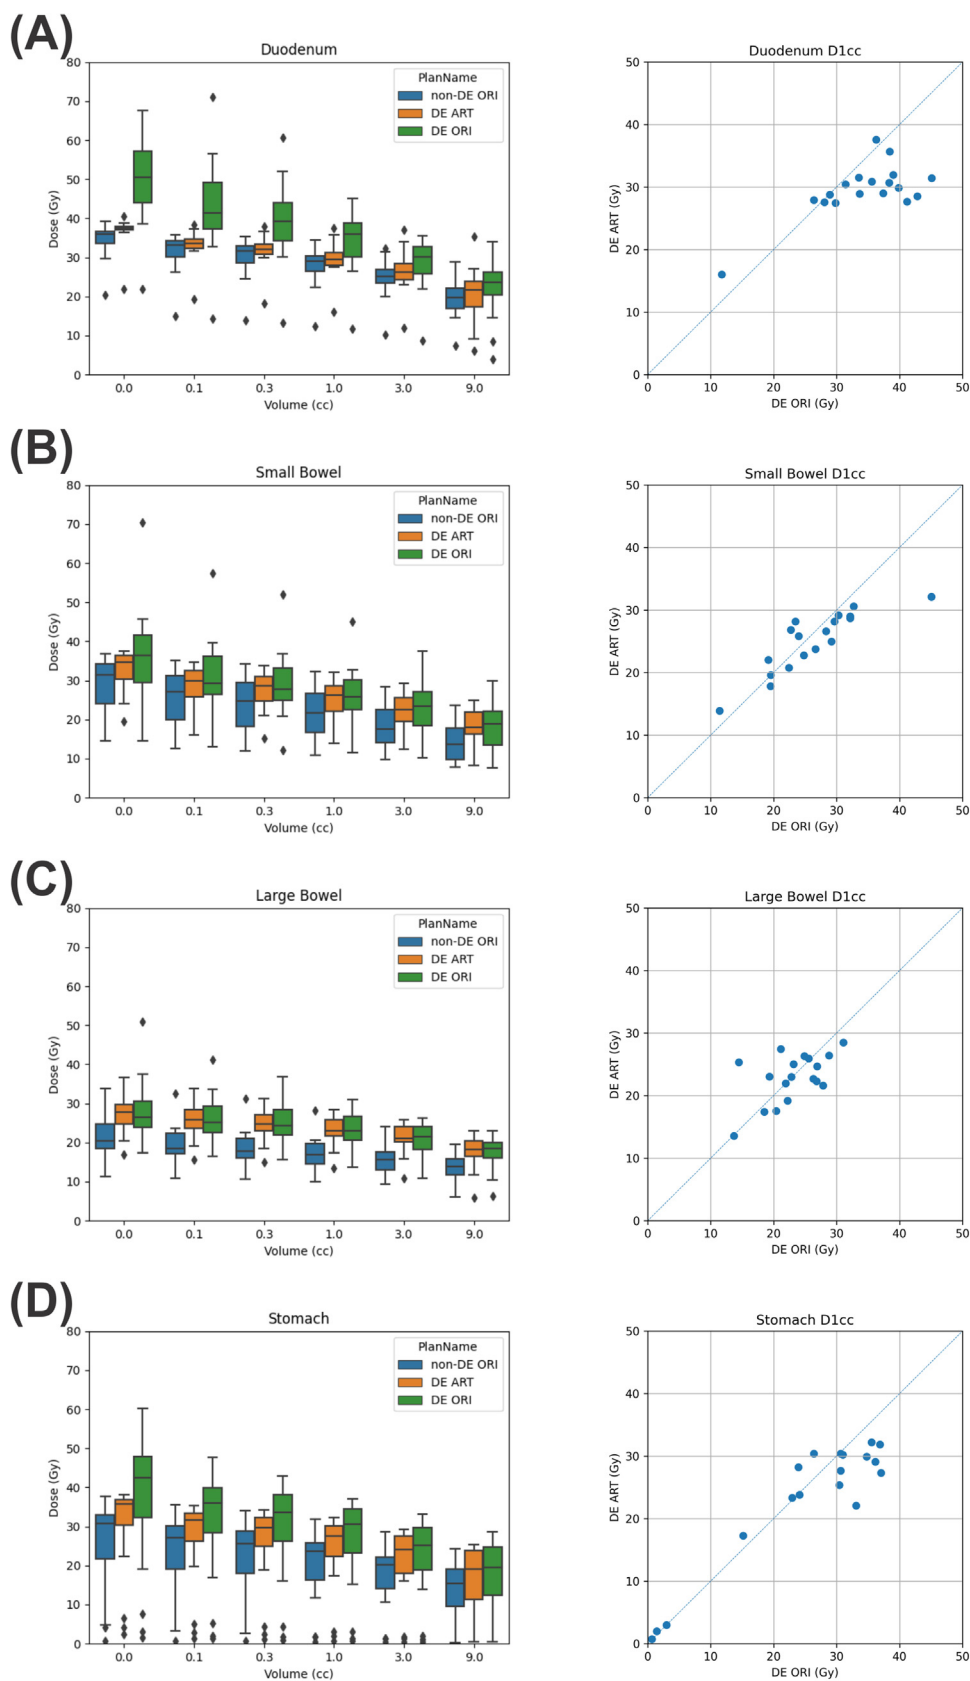 (A)
Duodenum
Dose (Gy)
80
70
60
50
40
30
20
10
0
PlanName
non-DE ORI
DE ART
DE ORI
0.0 0.1 0.3 1.0 3.0 9.0
Volume (cc)
Duodenum D1cc
DE ART (Gy)
50
40
30
20
10
0
0 10 20 30 40 50
DE ORI (Gy)
(B)
Small Bowel
Dose (Gy)
80
70
60
50
40
30
20
10
0
PlanName
non-DE ORI
DE ART
DE ORI
0.0 0.1 0.3 1.0 3.0 9.0
Volume (cc)
Small Bowel D1cc
DE ART (Gy)
50
40
30
20
10
0
0 10 20 30 40 50
DE ORI (Gy)
(C)
Large Bowel
Dose (Gy)
80
70
60
50
40
30
20
10
0
PlanName
non-DE ORI
DE ART
DE ORI
0.0 0.1 0.3 1.0 3.0 9.0
Volume (cc)
Large Bowel D1cc
DE ART (Gy)
50
40
30
20
10
0
0 10 20 30 40 50
DE ORI (Gy)
(D)
Stomach
Dose (Gy)
80
70
60
50
40
30
20
10
0
PlanName
non-DE ORI
DE ART
DE ORI
0.0 0.1 0.3 1.0 3.0 9.0
Volume (cc)
Stomach D1cc
DE ART (Gy)
50
40
30
20
10
0
0 10 20 30 40 50
DE ORI (Gy)